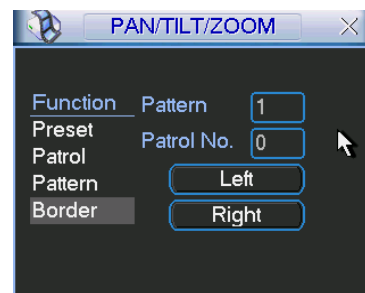 PAN/TILT/ZOOM
Function Pattern 1
Preset
Patrol No. 0
Patrol
Pattern Left
Border Right